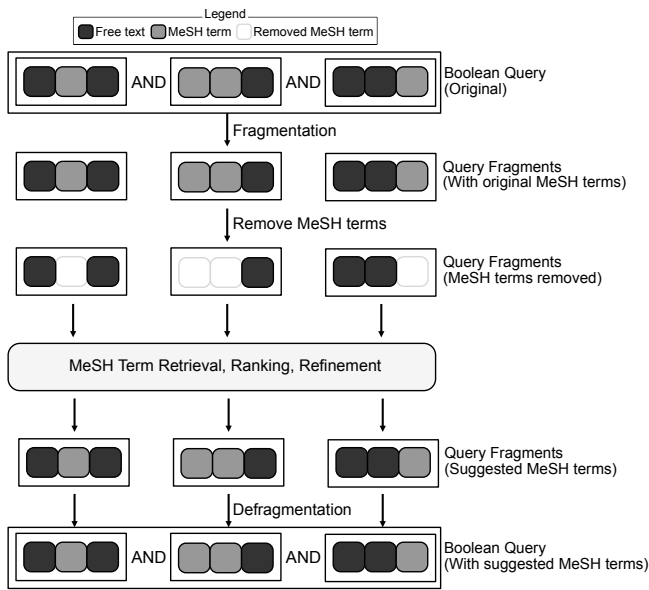 Legend
Free text MeSH term Removed MeSH term
AND AND Boolean Query
(Original)
Fragmentation
Query Fragments
(With original MeSH terms)
Remove MeSH terms
Query Fragments
(MeSH terms removed)
MeSH Term Retrieval, Ranking, Refinement
Query Fragments
(Suggested MeSH terms)
Defragmentation
AND AND Boolean Query
(With suggested MeSH terms)